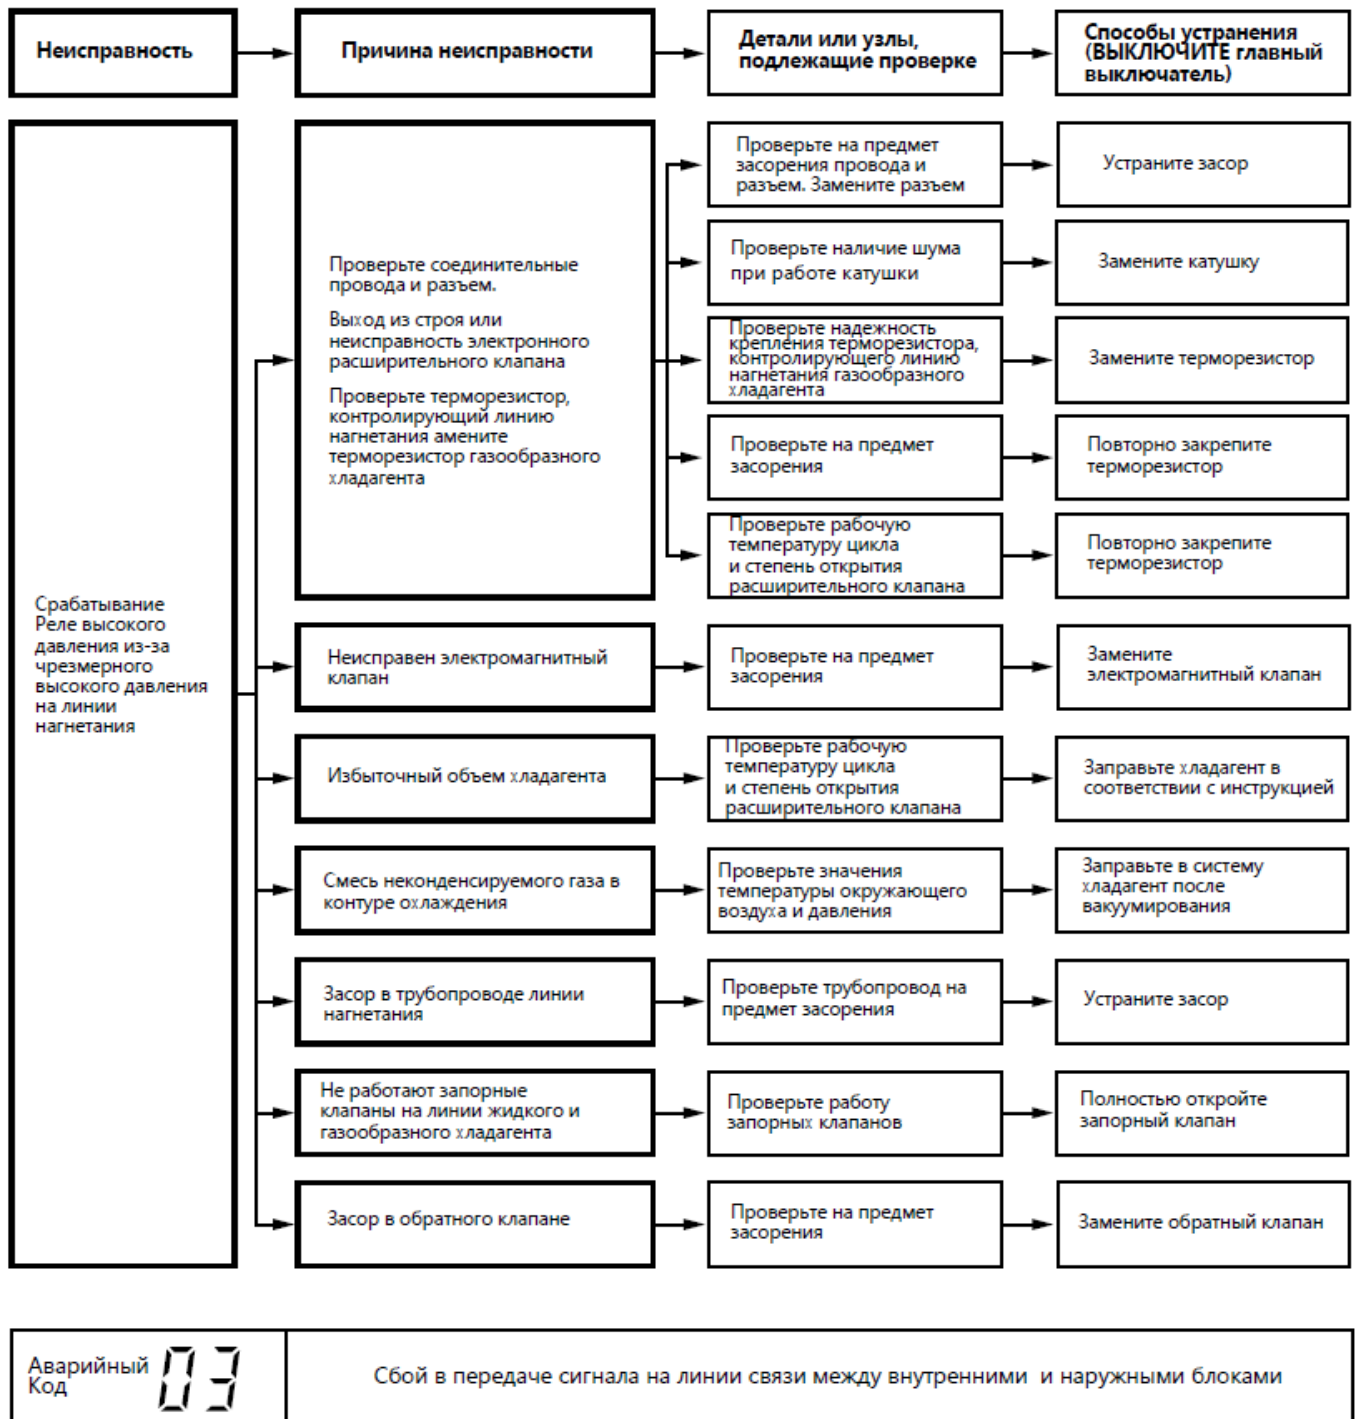 Неисправность
Причина неисправности
Детали или узлы,
подлежащие проверке
Способы устранения
(ВЫКЛЮЧИТЕ главный
выключатель)
Срабатывание
Реле высокого
давления из-за
чрезмерного
высокого давления
на линии
нагнетания
Проверьте соединительные
провода и разъем.
Выход из строя или
неисправность электронного
расширительного клапана
Проверьте терморезистор,
контролирующий линию
нагнетания амените
терморезистор газообразного
хладагента
Проверьте на предмет
засорения провода и
разъем. Замените разъем
Устраните засор
Проверьте наличие шума
при работе катушки
Замените катушку
Проверьте надежность
крепления терморезистора,
контролирующего линию
нагнетания газообразного
хладагента
Замените терморезистор
Проверьте на предмет
засорения
Повторно закрепите
терморезистор
Проверьте рабочую
температуру цикла
и степень открытия
расширительного клапана
Повторно закрепите
терморезистор
Неисправен электромагнитный
клапан
Проверьте на предмет
засорения
Замените
электромагнитный клапан
Избыточный объем хладагента
Проверьте рабочую
температуру цикла
и степень открытия
расширительного клапана
Заправьте хладагент в
соответствии с инструкцией
Смесь неконденсируемого газа в
контуре охлаждения
Проверьте значения
температуры окружающего
воздуха и давления
Заправьте в систему
хладагент после
вакуумирования
Засор в трубопроводе линии
нагнетания
Проверьте трубопровод на
предмет засорения
Устраните засор
Не работают запорные
клапаны на линии жидкого и
газообразного хладагента
Проверьте работу
запорных клапанов
Полностью откройте
запорный клапан
Засор в обратного клапане
Проверьте на предмет
засорения
Замените обратный клапан
Аварийный
Код
03
Сбой в передаче сигнала на линии связи между внутренними и наружными блоками